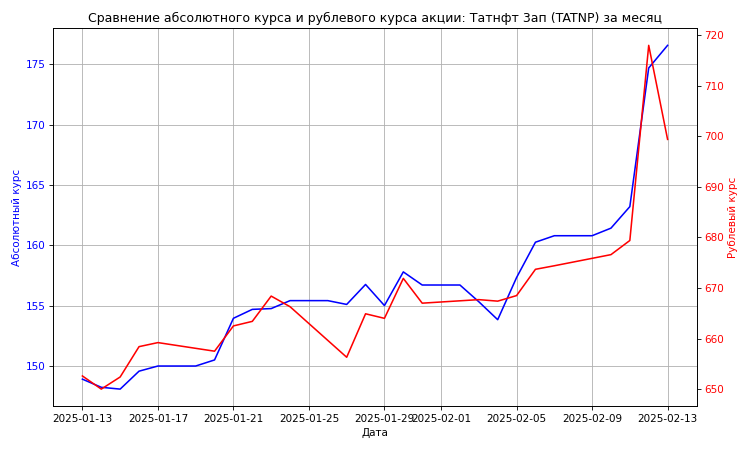 Сравнение абсолютного курса и рублевого курса акции: Татнфт 3ап (TATNP) за месяц
Абсолютный курс
175
170
165
160
155
150
720
710
700
690
680
670
660
650
Рублевый курс
2025-01-13 2025-01-17 2025-01-21 2025-01-25 2025-01-29 2025-02-01 2025-02-05 2025-02-09 2025-02-13
Дата